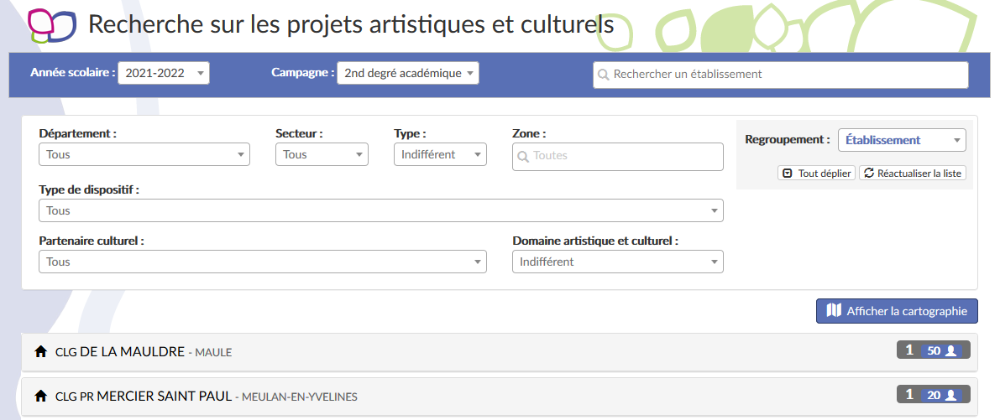 Recherche sur les projets artistiques et culturels
Année scolaire : 2021-2022 Campagne : 2nd degré académique Rechercher un établissement
Département : Secteur : Type : Zone :
Tous Tous Indifférent Toutes
Regroupement : Établissement
Tout déplier Réactualiser la liste
Type de dispositif :
Tous
Partenaire culturel : Domaine artistique et culturel :
Tous Indifférent
Afficher la cartographie
CLG DE LA MAULDRE - MAULE 1 50
CLG PR MERCIER SAINT PAUL - MEULAN-EN-YVELINES 1 20